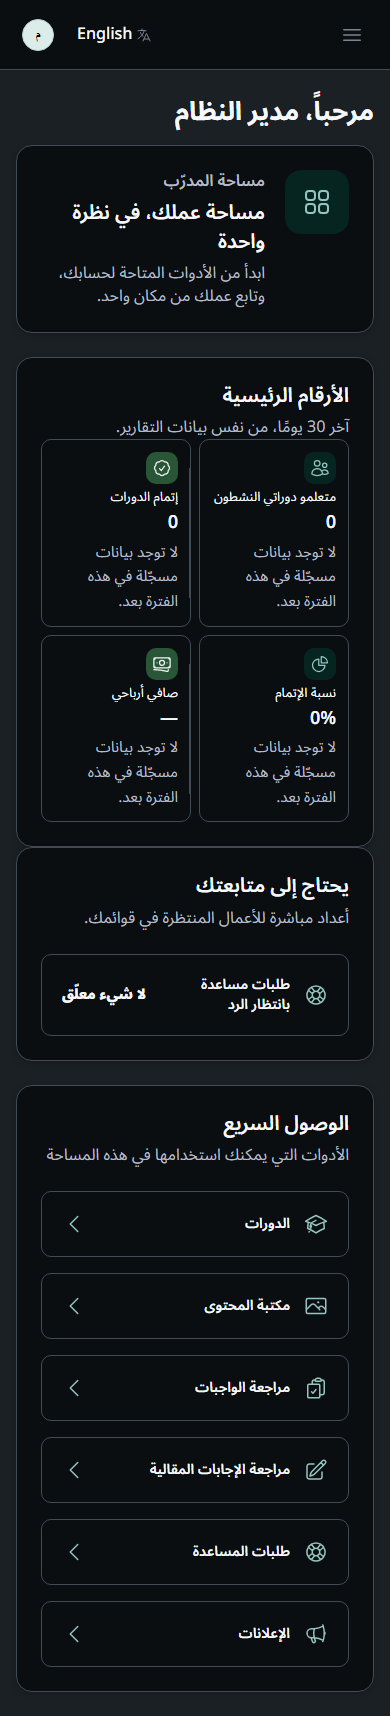 م
English
مرحباً، مدير النظام
مساحة المدرّب
مساحة عملك، في نظرة
واحدة
ابدأ من الأدوات المتاحة لحسابك،
وتابع عملك من مكان واحد.
الأرقام الرئيسية
آخر 30 يومًا، من نفس بيانات التقارير.
متعلمو دوراتي النشطون
0
لا توجد بيانات
مسجّلة في هذه
الفترة بعد.
إتمام الدورات
0
لا توجد بيانات
مسجّلة في هذه
الفترة بعد.
نسبة الإتمام
0%
لا توجد بيانات
مسجّلة في هذه
الفترة بعد.
صافي أرباحي
—
لا توجد بيانات
مسجّلة في هذه
الفترة بعد.
يحتاج إلى متابعتك
أعداد مباشرة للأعمال المنتظرة في قوائمك.
طلبات مساعدة
بانتظار الرد
لا شيء معلّق
الوصول السريع
الأدوات التي يمكنك استخدامها في هذه المساحة
الدورات
مكتبة المحتوى
مراجعة الواجبات
مراجعة الإجابات المقالية
طلبات المساعدة
الإعلانات